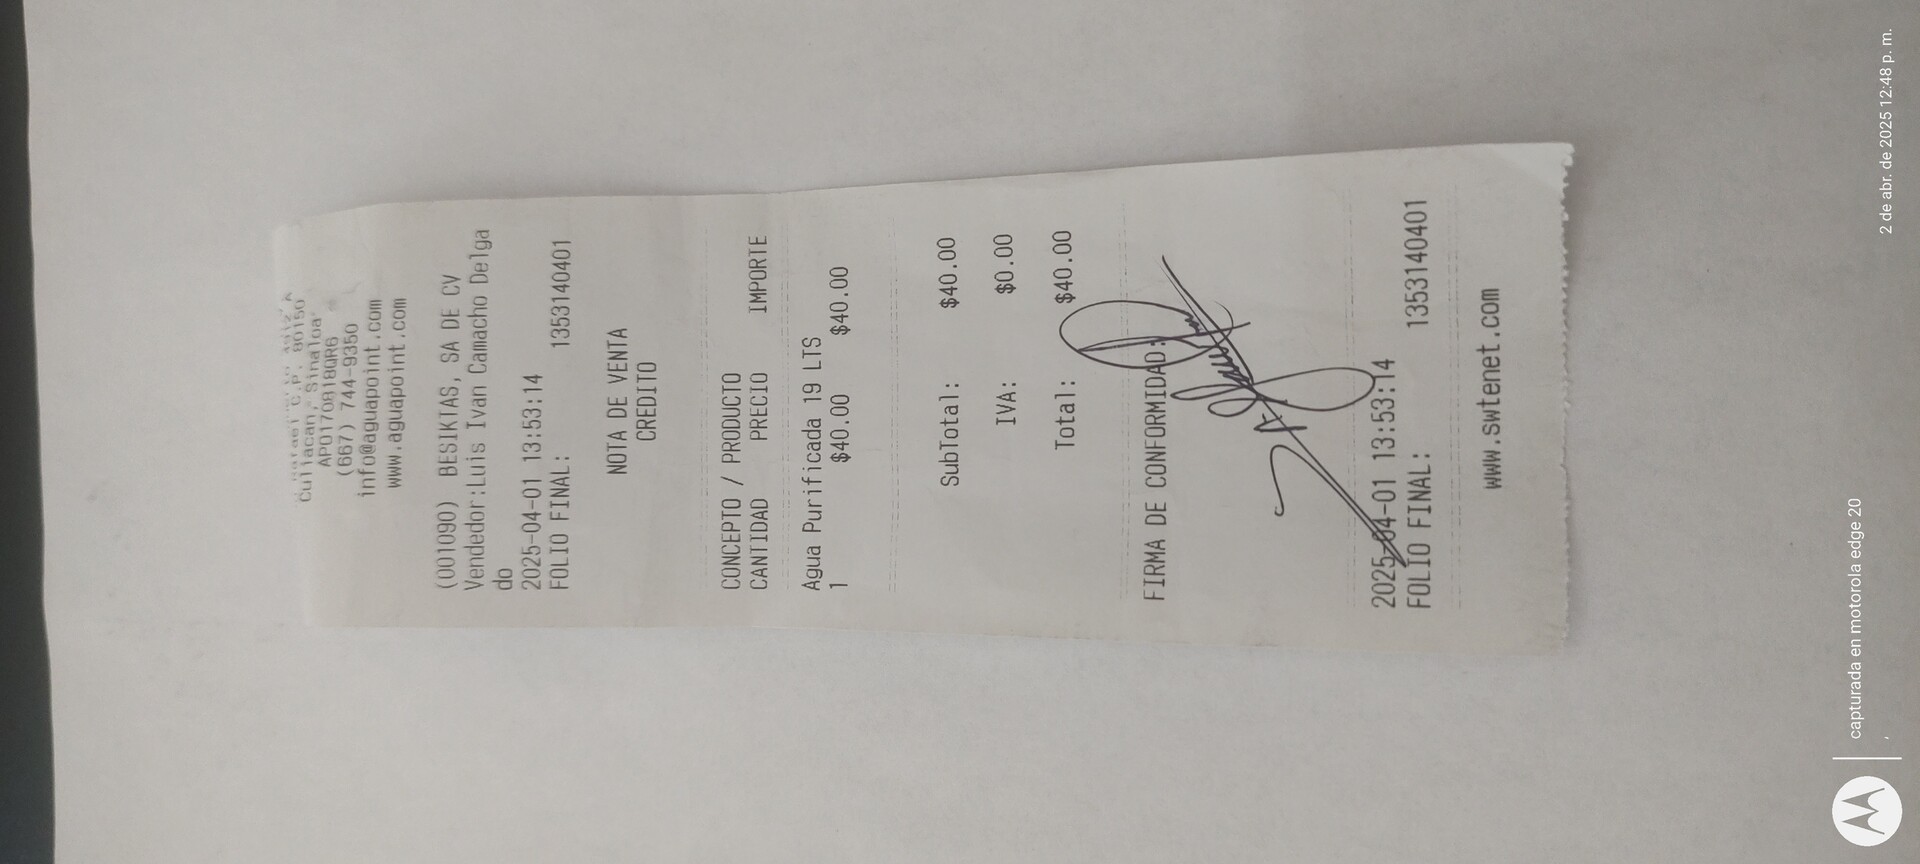 Culiacan, Sinaloa
APO170818QR6
(667) 744-9350
info@aguapoint.com
www.aguapoint.com
(001090) BESIKTAS, SA DE CV
Vendedor:Luis Ivan Camacho Delga
do
2025-04-01 13:53:14
FOLIO FINAL: 1353140401
NOTA DE VENTA
CREDITO
CONCEPTO / PRODUCTO
CANTIDAD PRECIO IMPORTE
Agua Purificada 19 LTS
1 $40.00 $40.00
SubTotal: $40.00
IVA: $0.00
Total: $40.00
FIRMA DE CONFORMIDAD:
2025-04-01 13:53:14
FOLIO FINAL: 1353140401
www.swtenet.com
capturada en motorola edge 20
2 de abr. de 2025 12:48 p. m.